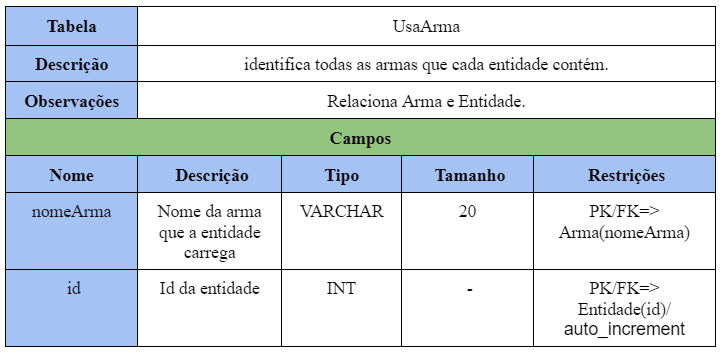 Tabela UsaArma
Descrição identifica todas as armas que cada entidade contém.
Observações Relaciona Arma e Entidade.
Campos
Nome Descrição Tipo Tamanho Restrições
nomeArma Nome da arma VARCHAR 20 PK/FK=>
que a entidade Arma(nomeArma)
carrega
id Id da entidade INT - PK/FK=>
Entidade(id)/
auto_increment